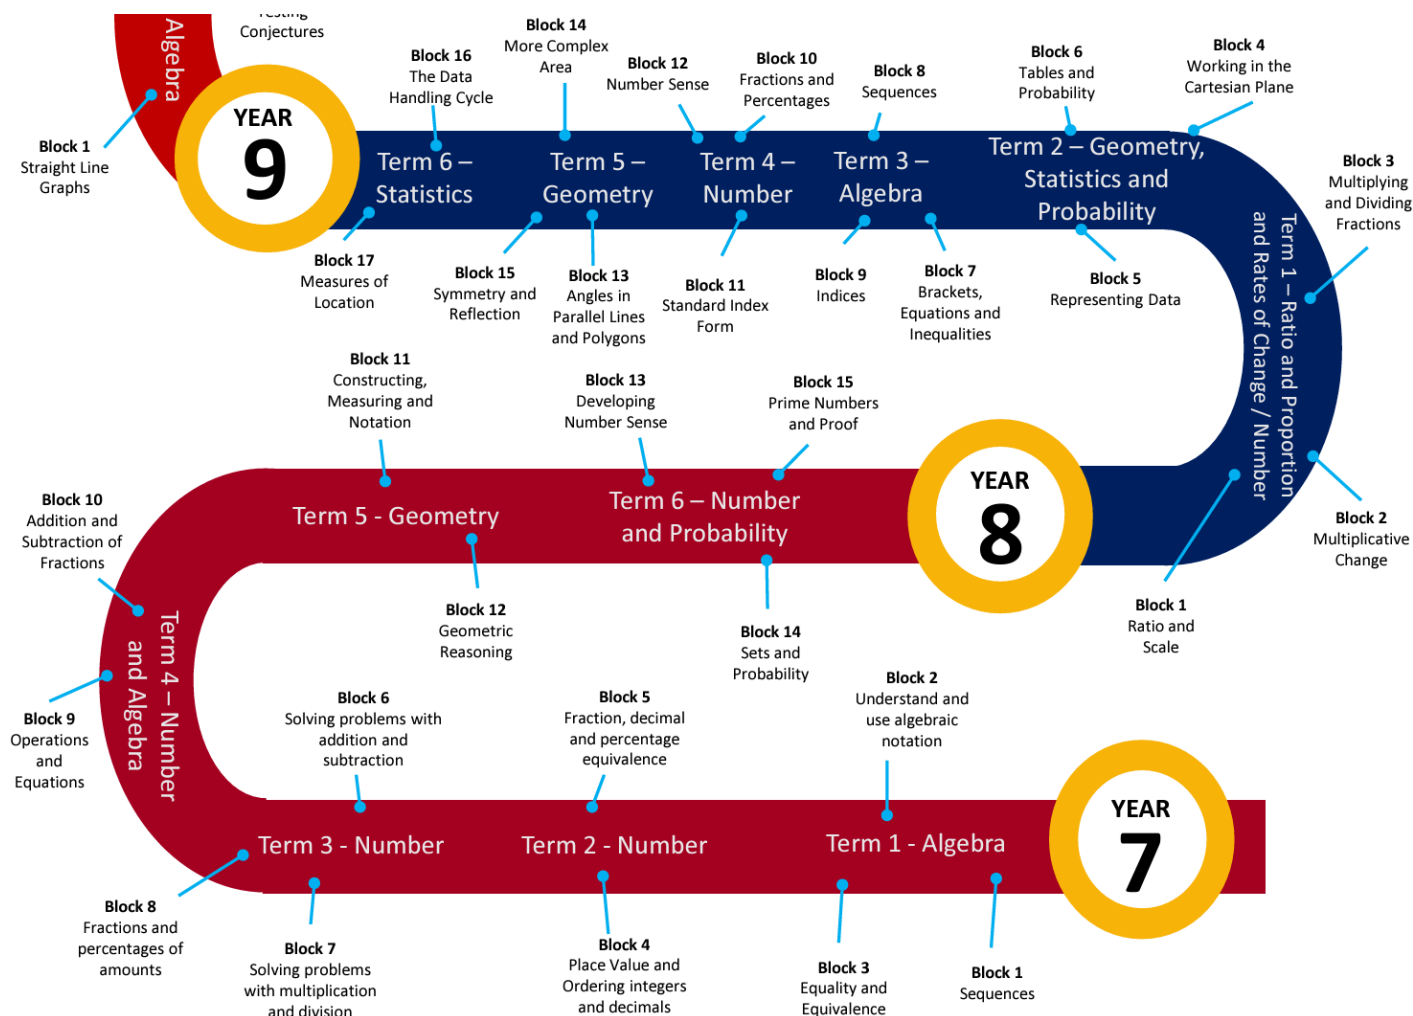 Algebra
Testing
Conjectures
Block 1
Straight Line
Graphs
YEAR
9
Block 16
The Data
Handling Cycle
Block 14
More Complex
Area
Block 12
Number Sense
Block 10
Fractions and
Percentages
Block 8
Sequences
Block 6
Tables and
Probability
Block 4
Working in the
Cartesian Plane
Term 6 –
Statistics
Term 5 –
Geometry
Term 4 –
Number
Term 3 –
Algebra
Term 2 – Geometry,
Statistics and
Probability
Block 3
Multiplying
and Dividing
Fractions
Term 1 – Ratio and Proportion
and Rates of Change / Number
Block 17
Measures of
Location
Block 15
Symmetry and
Reflection
Block 13
Angles in
Parallel Lines
and Polygons
Block 11
Standard Index
Form
Block 9
Indices
Block 7
Brackets,
Equations and
Inequalities
Block 5
Representing Data
Block 2
Multiplicative
Change
Block 1
Ratio and
Scale
YEAR
8
Block 11
Constructing,
Measuring and
Notation
Block 13
Developing
Number Sense
Block 15
Prime Numbers
and Proof
Term 5 - Geometry
Term 6 – Number
and Probability
Block 10
Addition and
Subtraction of
Fractions
Block 12
Geometric
Reasoning
Block 14
Sets and
Probability
Term 4 – Number
and Algebra
Block 9
Operations
and
Equations
Block 6
Solving problems with
addition and
subtraction
Block 5
Fraction, decimal
and percentage
equivalence
Block 2
Understand and
use algebraic
notation
YEAR
7
Term 3 - Number
Term 2 - Number
Term 1 - Algebra
Block 8
Fractions and
percentages of
amounts
Block 7
Solving problems
with multiplication
and division
Block 4
Place Value and
Ordering integers
and decimals
Block 3
Equality and
Equivalence
Block 1
Sequences